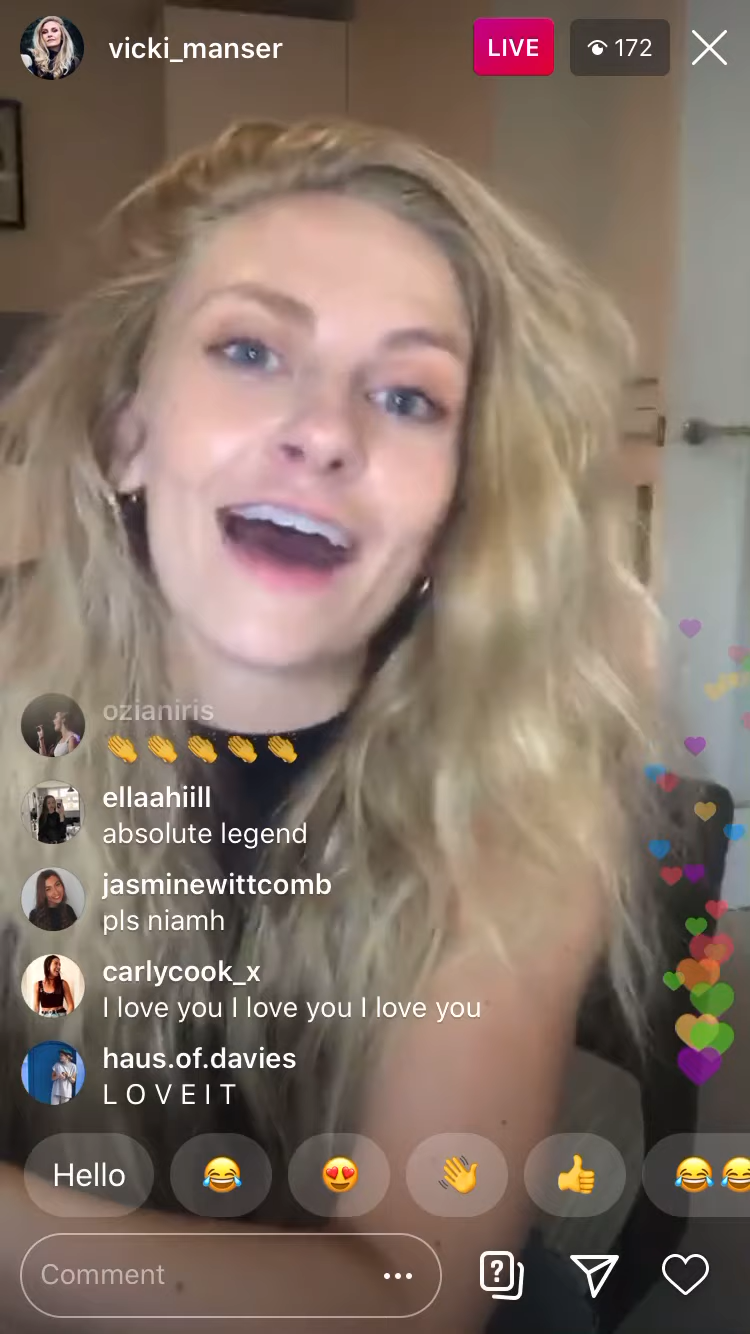 vicki_manser
LIVE
172
ozianiris
👏👏👏👏👏
ellaahiill
absolute legend
jasminewittcomb
pls niamh
carlycook_x
I love you I love you I love you
haus.of.davies
L O V E I T
Hello
Comment